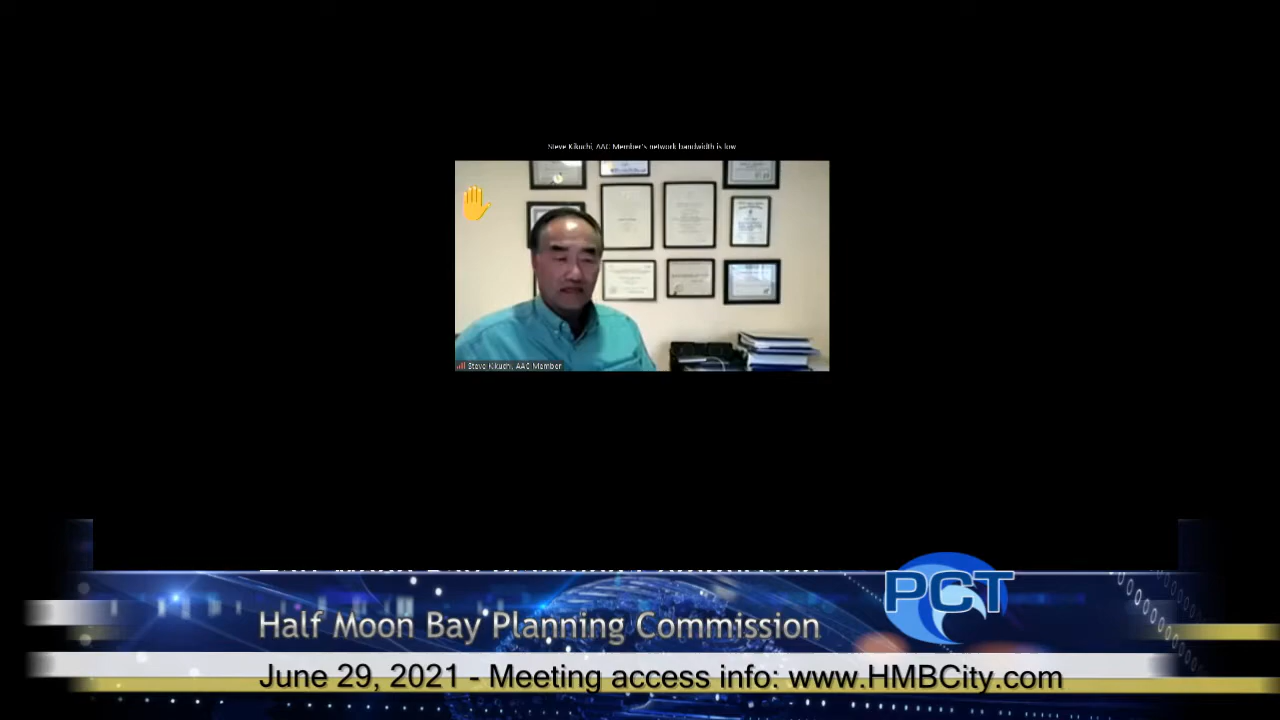 Steve Kikuchi, AAC Member's network bandwidth is low
Steve Kikuchi, AAC Member
PCT
Half Moon Bay Planning Commission
June 29, 2021 - Meeting access info: www.HMBCity.com